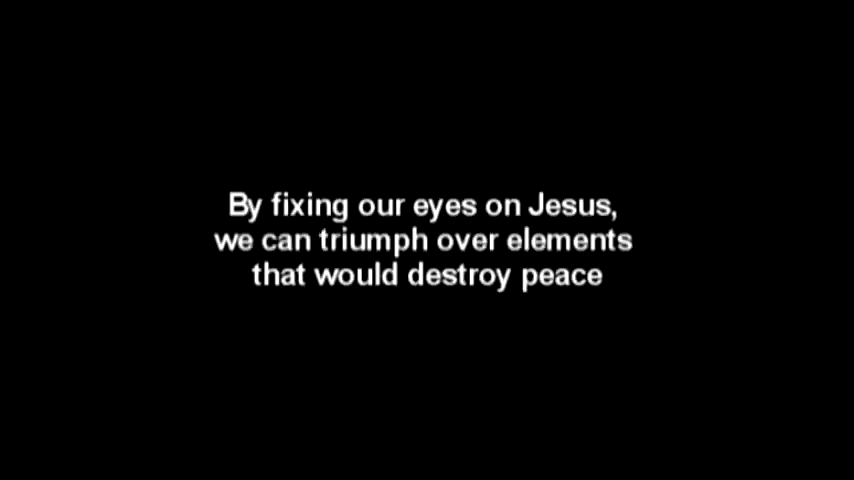 By fixing our eyes on Jesus,
we can triumph over elements
that would destroy peace